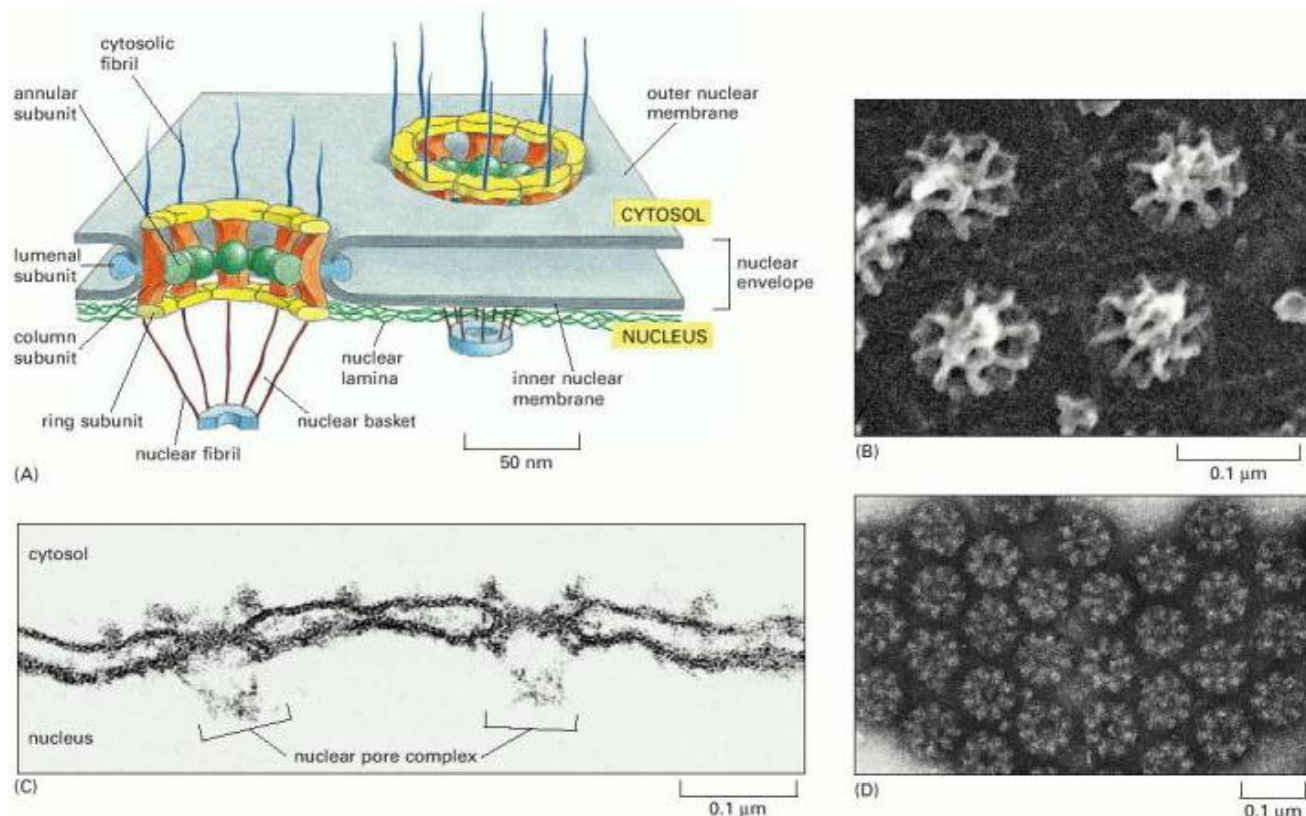 cytosolic
fibril
annular
subunit
lumenal
subunit
column
subunit
ring subunit
nuclear fibril
nuclear
lamina
nuclear basket
outer nuclear
membrane
CYTOSOL
nuclear
envelope
NUCLEUS
inner nuclear
membrane
50 nm
(A)
(B)
0.1 μm
cytosol
nucleus
nuclear pore complex
(C)
0.1 μm
(D)
0.1 μm